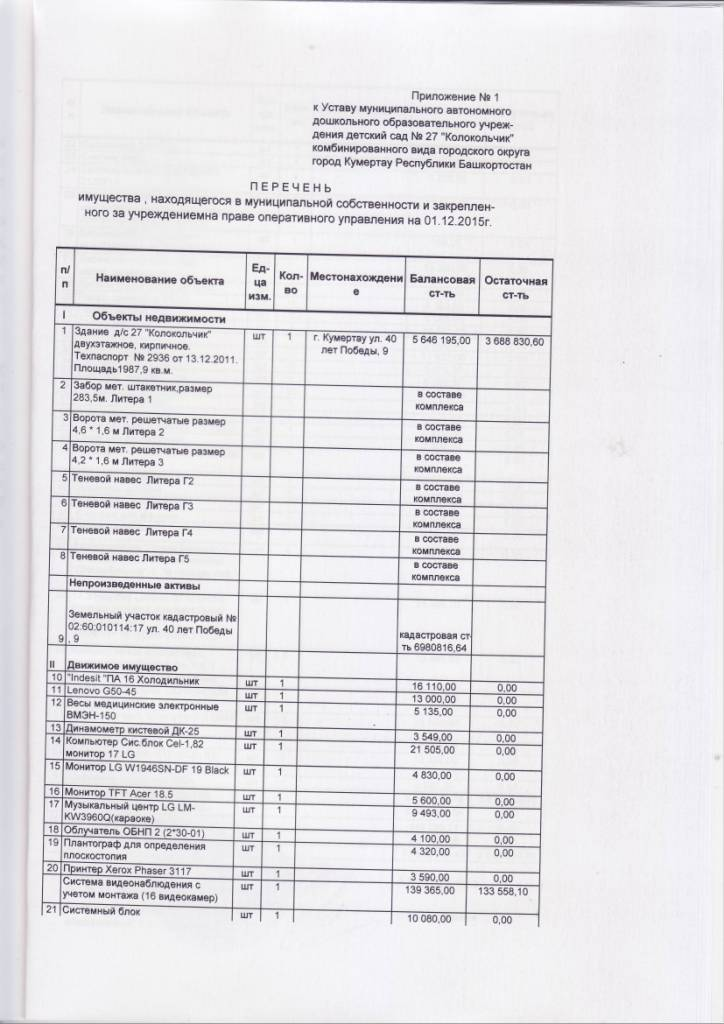 Приложение № 1
к Уставу муниципального автономного
дошкольного образовательного учреж-
дения детский сад № 27 "Колокольчик"
комбинированного вида городского округа
город Кумертау Республики Башкортостан
П Е Р Е Ч Е Н Ь
имущества , находящегося в муниципальной собственности и закреплен-
ного за учреждениемна праве оперативного управления на 01.12.2015г.
п/п Наименование объекта Ед-ца изм. Кол-во Местонахождение Балансовая ст-ть Остаточная ст-ть
I Объекты недвижимости
1 Здание д/с 27 "Колокольчик" шт 1 г. Кумертау ул. 40 5 646 195,00 3 688 830,60
двухэтажное, кирпичное. лет Победы, 9
Техпаспорт № 2936 от 13.12.2011.
Площадь1987,9 кв.м.
2 Забор мет. штакетник,размер в составе
283,5м. Литера 1 комплекса
3 Ворота мет. решетчатые размер в составе
4,6 * 1,6 м Литера 2 комплекса
4 Ворота мет. решетчатые размер в составе
4,2 * 1,6 м Литера 3 комплекса
5 Теневой навес Литера Г2 в составе
комплекса
6 Теневой навес Литера Г3 в составе
комплекса
7 Теневой навес Литера Г4 в составе
комплекса
8 Теневой навес Литера Г5 в составе
комплекса
Непроизведенные активы
Земельный участок кадастровый №
02:60:010114:17 ул. 40 лет Победы кадастровая ст-
9 , 9 ть 6980816,64
II Движимое имущество
10 "Indesit "ПА 16 Холодильник шт 1 16 110,00 0,00
11 Lenovo G50-45 шт 1 13 000,00 0,00
12 Весы медицинские электронные шт 1 5 135,00 0,00
ВМЭН-150
13 Динамометр кистевой ДК-25 шт 1 3 549,00 0,00
14 Компьютер Сис.блок Cel-1,82 шт 1 21 505,00 0,00
монитор 17 LG
15 Монитор LG W1946SN-DF 19 Black шт 1 4 830,00 0,00
16 Монитор TFT Acer 18.5 шт 1 5 600,00 0,00
17 Музыкальный центр LG LM- шт 1 9 493,00 0,00
KW3960Q(караоке)
18 Облучатель ОБНП 2 (2*30-01) шт 1 4 100,00 0,00
19 Плантограф для определения шт 1 4 320,00 0,00
плоскостопия
20 Принтер Xerox Phaser 3117 шт 1 3 590,00 0,00
Система видеонаблюдения с шт 1 139 365,00 133 558,10
учетом монтажа (16 видеокамер)
21 Системный блок шт 1 10 080,00 0,00